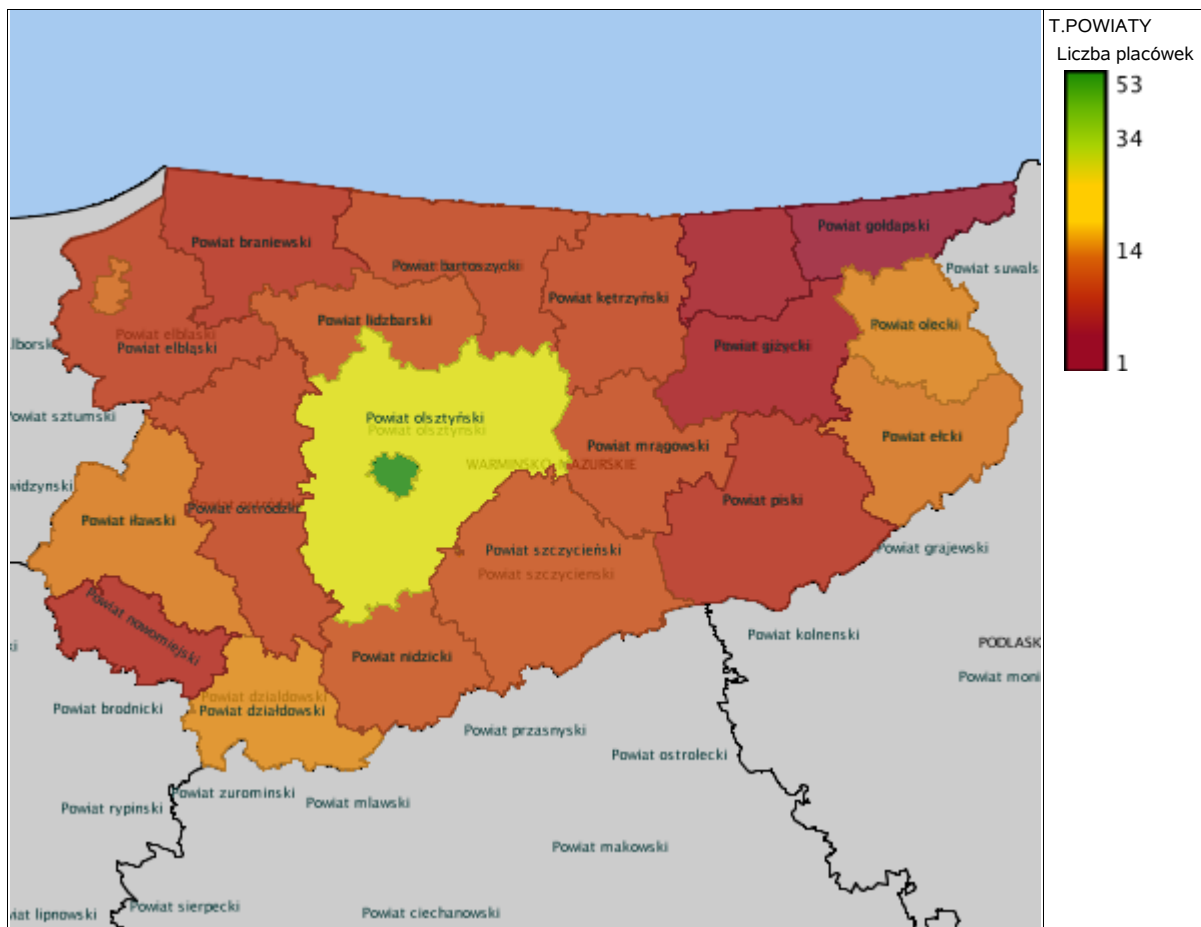 T.POWIATY
Liczba placówek
53
34
14
1
Powiat gołdapski
Powiat braniewski
Powiat bartoszycki
Powiat suwals
Powiat kętrzyński
Powiat lidzbarski
Powiat olecki
Powiat elbląski
Powiat elbląski
lborsk
Powiat giżycki
Powiat sztumski
Powiat olsztyński
Powiat olsztyński
Powiat ełcki
Powiat mrągowski
WARMIŃSKO-MAZURSKIE
widzynski
Powiat piski
Powiat ostródzki
Powiat iławski
Powiat szczycieński
Powiat grajewski
Powiat szczycienski
Powiat nowomiejski
Powiat kolnenski
ki
PODLASK
Powiat nidzicki
Powiat moni
Powiat dzialdowski
Powiat działdowski
Powiat brodnicki
Powiat przasnyski
Powiat ostrolecki
Powiat zurominski
Powiat mlawski
Powiat rypinski
Powiat makowski
Powiat sierpecki
Powiat ciechanowski
wiat lipnowski